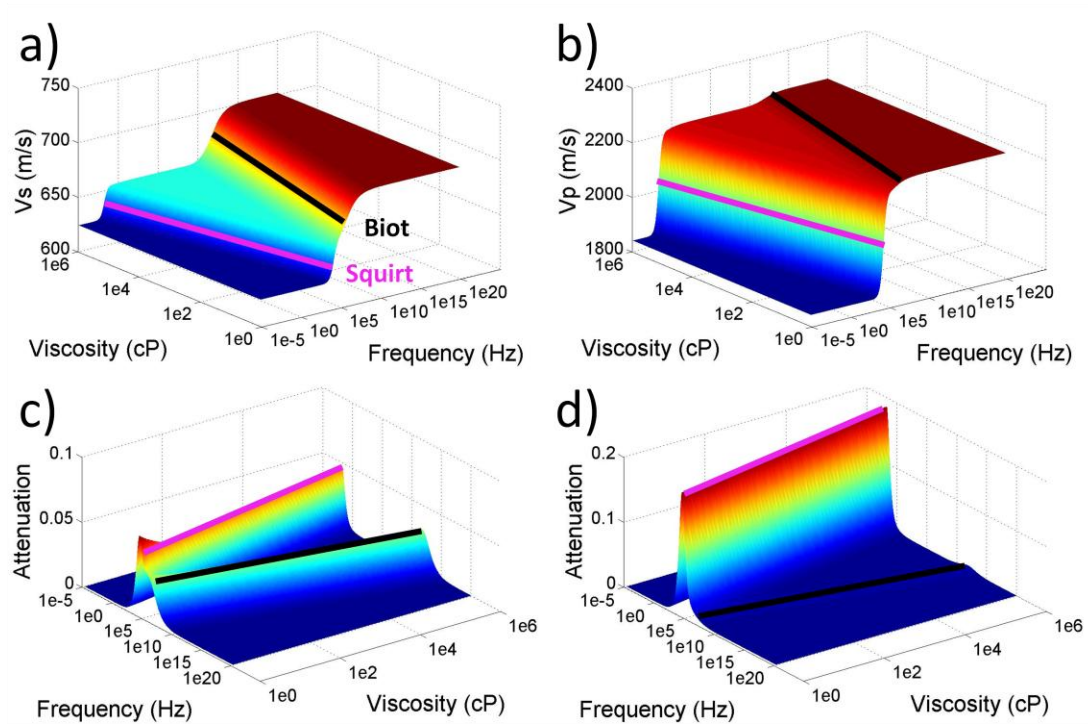 a)
Vs (m/s)
750
700
650
600
1e6
1e4
1e2
1e0
Viscosity (cP)
1e-5
1e0
1e5
1e10
1e15
1e20
Frequency (Hz)
Biot
Squirt
b)
Vp (m/s)
2400
2200
2000
1800
1e6
1e4
1e2
1e0
Viscosity (cP)
1e-5
1e0
1e5
1e10
1e15
1e20
Frequency (Hz)
c)
Attenuation
0.1
0.05
0
1e-5
1e0
1e5
1e10
1e15
1e20
Frequency (Hz)
1e0
1e2
1e4
1e6
Viscosity (cP)
d)
Attenuation
0.2
0.1
0
1e-5
1e0
1e5
1e10
1e15
1e20
Frequency (Hz)
1e0
1e2
1e4
1e6
Viscosity (cP)